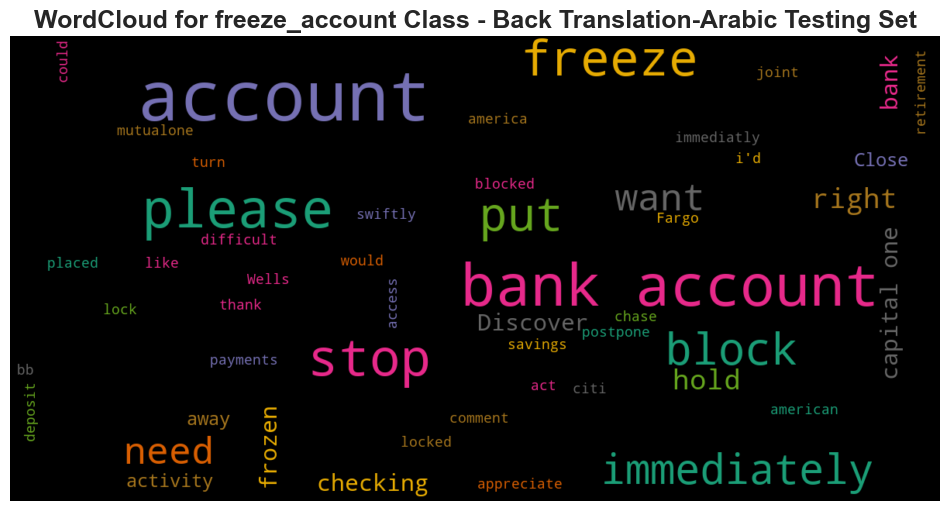 WordCloud for freeze_account Class - Back Translation-Arabic Testing Set
could
account
freeze
joint
bank
retirement
mutualone
america
immediatly
turn
i'd
Close
please
blocked
put
want
right
swiftly
Fargo
difficult
placed
like
would
Wells
access
bank account
capital one
lock
thank
Discover
chase
postpone
savings
block
stop
payments
bb
deposit
hold
act
citi
american
away
frozen
comment
need
locked
activity
checking
appreciate
immediately